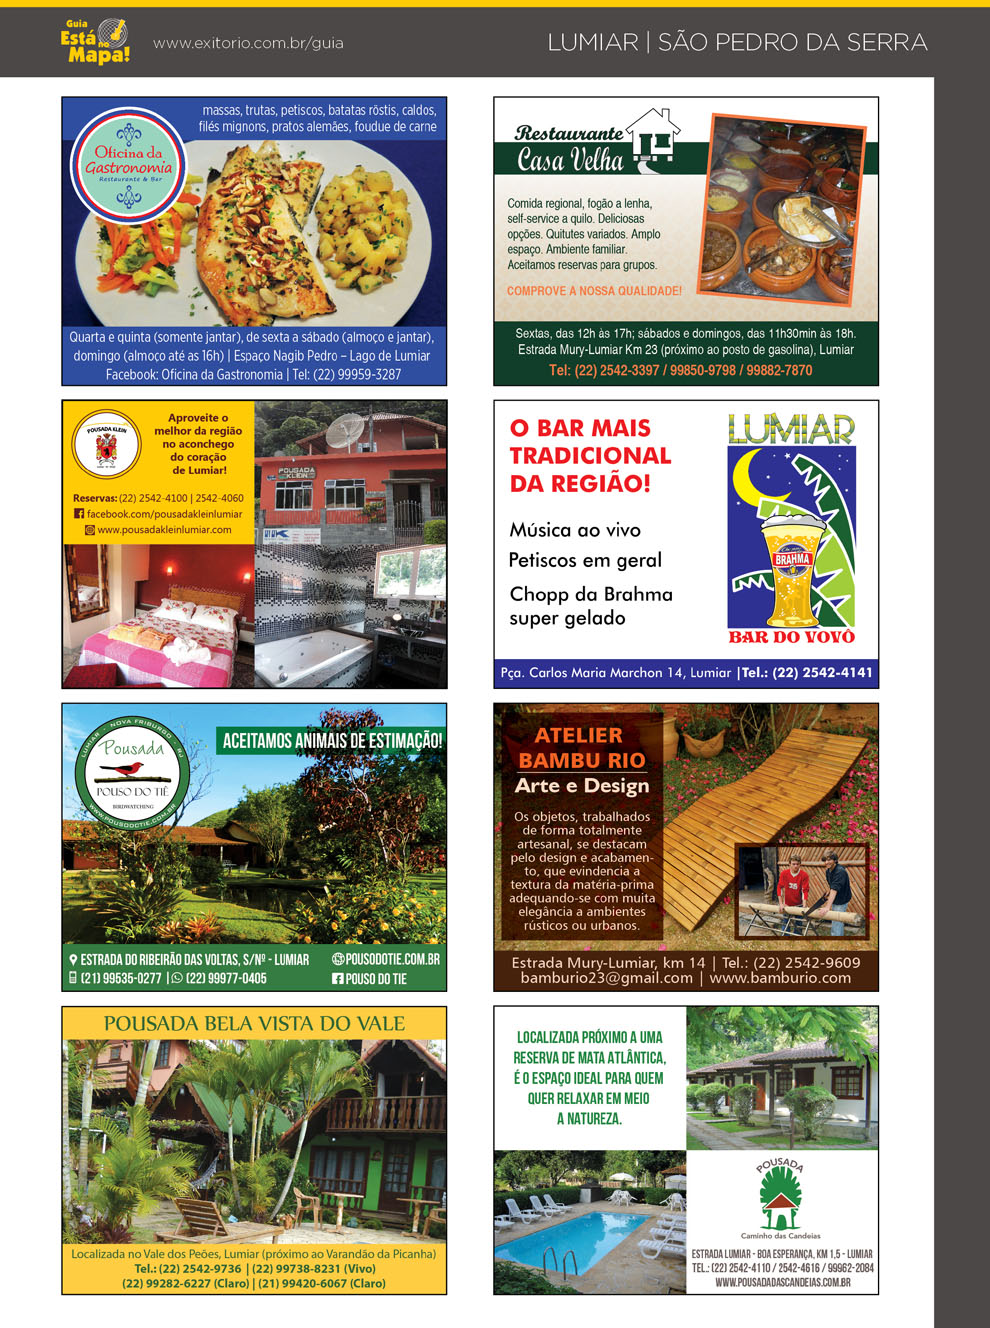 Guia
Está
no
Mapa!
www.exitorio.com.br/guia
LUMIAR | SÃO PEDRO DA SERRA
massas, trutas, petiscos, batatas röstis, caldos,
filés mignons, pratos alemães, foudue de carne
Oficina da
Gastronomia
Restaurante & Bar
Quarta e quinta (somente jantar), de sexta a sábado (almoço e jantar),
domingo (almoço até as 16h) | Espaço Nagib Pedro – Lago de Lumiar
Facebook: Oficina da Gastronomia | Tel: (22) 99959-3287
Restaurante
Casa Velha
Comida regional, fogão a lenha,
self-service a quilo. Deliciosas
opções. Quitutes variados. Amplo
espaço. Ambiente familiar.
Aceitamos reservas para grupos.
COMPROVE A NOSSA QUALIDADE!
Sextas, das 12h às 17h; sábados e domingos, das 11h30min às 18h.
Estrada Mury-Lumiar Km 23 (próximo ao posto de gasolina), Lumiar
Tel: (22) 2542-3397 / 99850-9798 / 99882-7870
POUSADA KLEIN
Aproveite o
melhor da região
no aconchego
do coração
de Lumiar!
Reservas: (22) 2542-4100 | 2542-4060
facebook.com/pousadakleinlumiar
www.pousadakleinlumiar.com
POUSADA
KLEIN
O BAR MAIS
TRADICIONAL
DA REGIÃO!
Música ao vivo
Petiscos em geral
Chopp da Brahma
super gelado
LUMIAR
BRAHMA
BAR DO VOVÔ
Pça. Carlos Maria Marchon 14, Lumiar |Tel.: (22) 2542-4141
LUMIAR - NOVA FRIBURGO - RJ
Pousada
POUSO DO TIÊ
BIRDWATCHING
WWW.POUSODOTIE.COM.BR
ACEITAMOS ANIMAIS DE ESTIMAÇÃO!
ESTRADA DO RIBEIRÃO DAS VOLTAS, S/Nº - LUMIAR
POUSODOTIE.COM.BR
(21) 99535-0277 | (22) 99977-0405
POUSO DO TIE
ATELIER
BAMBU RIO
Arte e Design
Os objetos, trabalhados
de forma totalmente
artesanal, se destacam
pelo design e acabamen-
to, que evindencia a
textura da matéria-prima
adequando-se com muita
elegância a ambientes
rústicos ou urbanos.
Estrada Mury-Lumiar, km 14 | Tel.: (22) 2542-9609
bamburio23@gmail.com | www.bamburio.com
POUSADA BELA VISTA DO VALE
Localizada no Vale dos Peões, Lumiar (próximo ao Varandão da Picanha)
Tel.: (22) 2542-9736 | (22) 99738-8231 (Vivo)
(22) 99282-6227 (Claro) | (21) 99420-6067 (Claro)
LOCALIZADA PRÓXIMO A UMA
RESERVA DE MATA ATLÂNTICA,
É O ESPAÇO IDEAL PARA QUEM
QUER RELAXAR EM MEIO
A NATUREZA.
POUSADA
Caminho das Candeias
ESTRADA LUMIAR - BOA ESPERANÇA, KM 1,5 - LUMIAR
TEL.: (22) 2542-4110 / 2542-4616 / 99962-2084
WWW.POUSADADASCANDEIAS.COM.BR